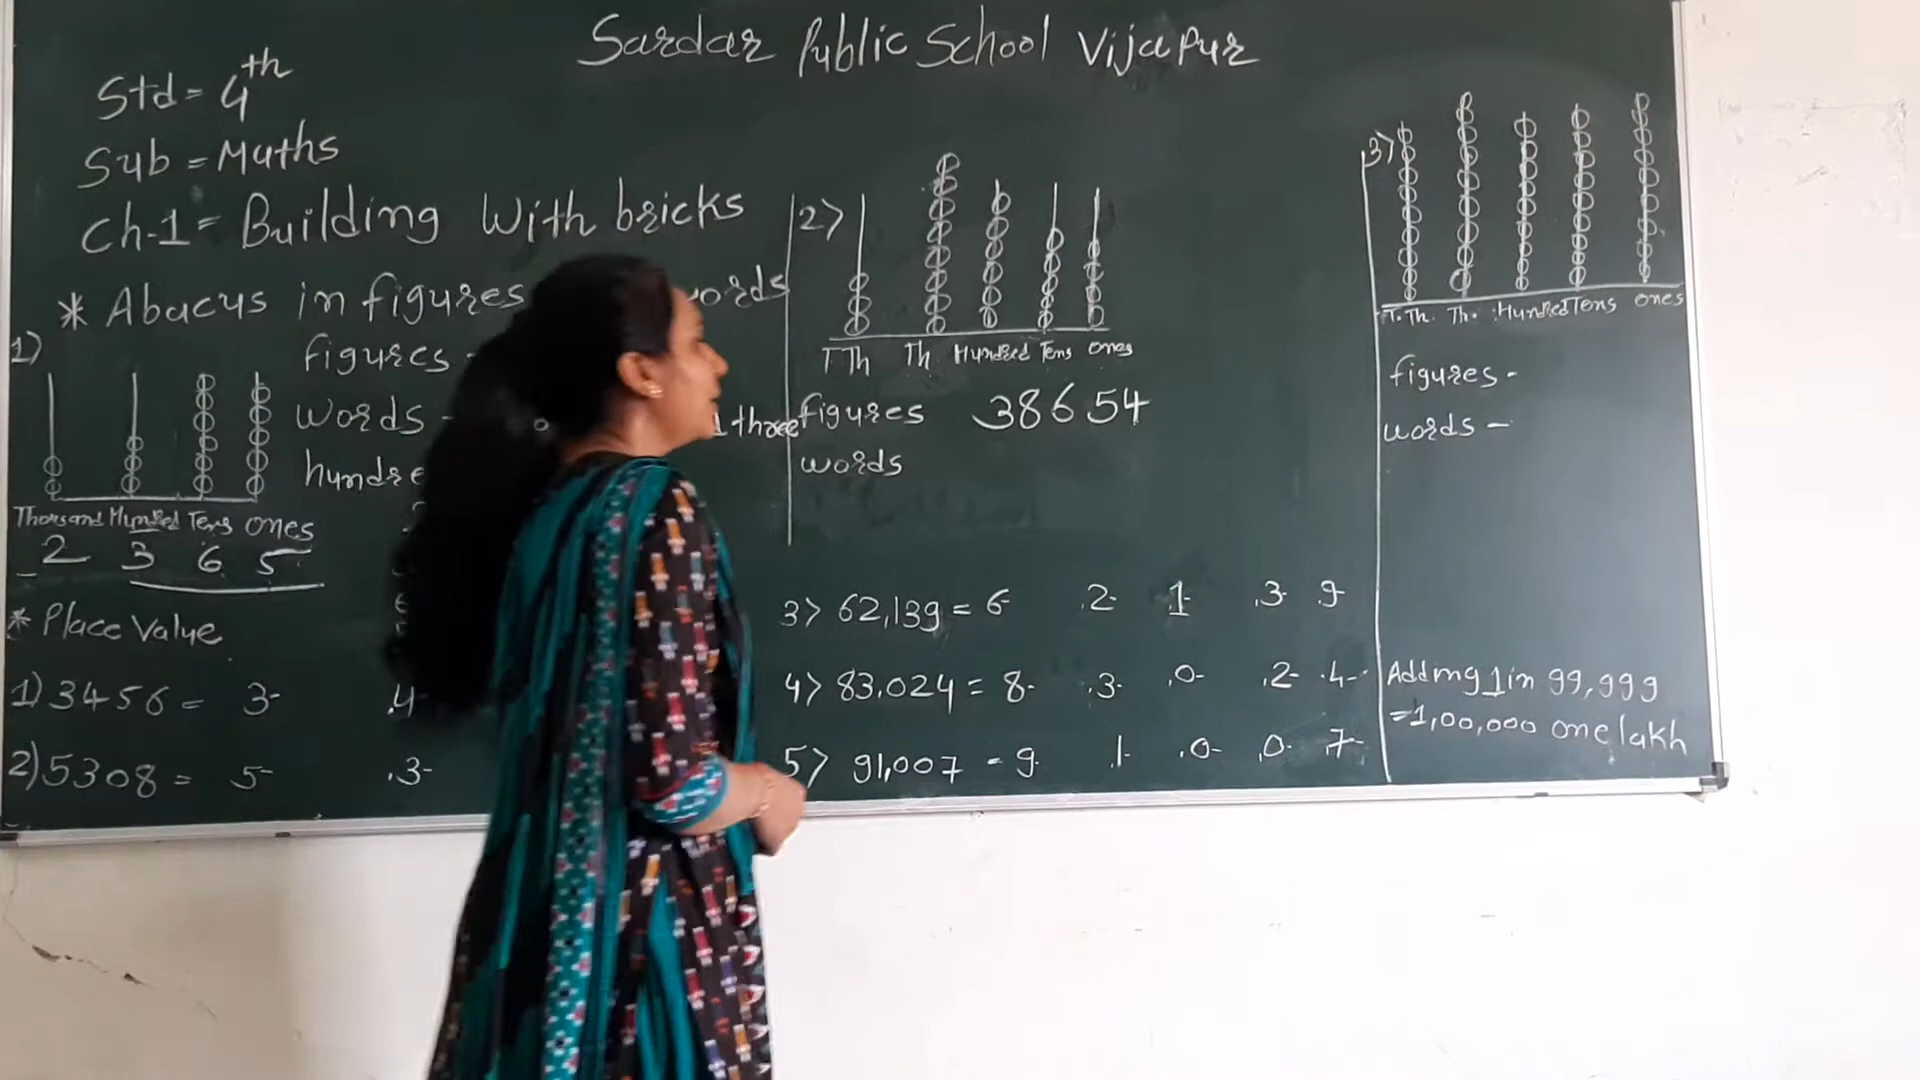 Sardar Public School Vijapur
Std = 4th
Sub = Maths
Ch-1 = Building With bricks
* Abacus in figures words
1)
figures -
words - three
hundre
Thousand Hundred Tens ones
2 3 6 5
* Place Value
1) 3456 = 3- .4-
2) 5308 = 5- .3-
2>
T Th Th Hundred Tens ones
figures 38654
words
3> 62,139 = 6- .2- 1- .3- 9-
4> 83.024 = 8- .3- .0- .2- .4-
5> 91,007 - 9- .1- .0- .0- .7-
3>
T. Th. Th. Hundred Tens ones
figures -
words -
Adding 1 in 99,999
= 1,00,000 one lakh